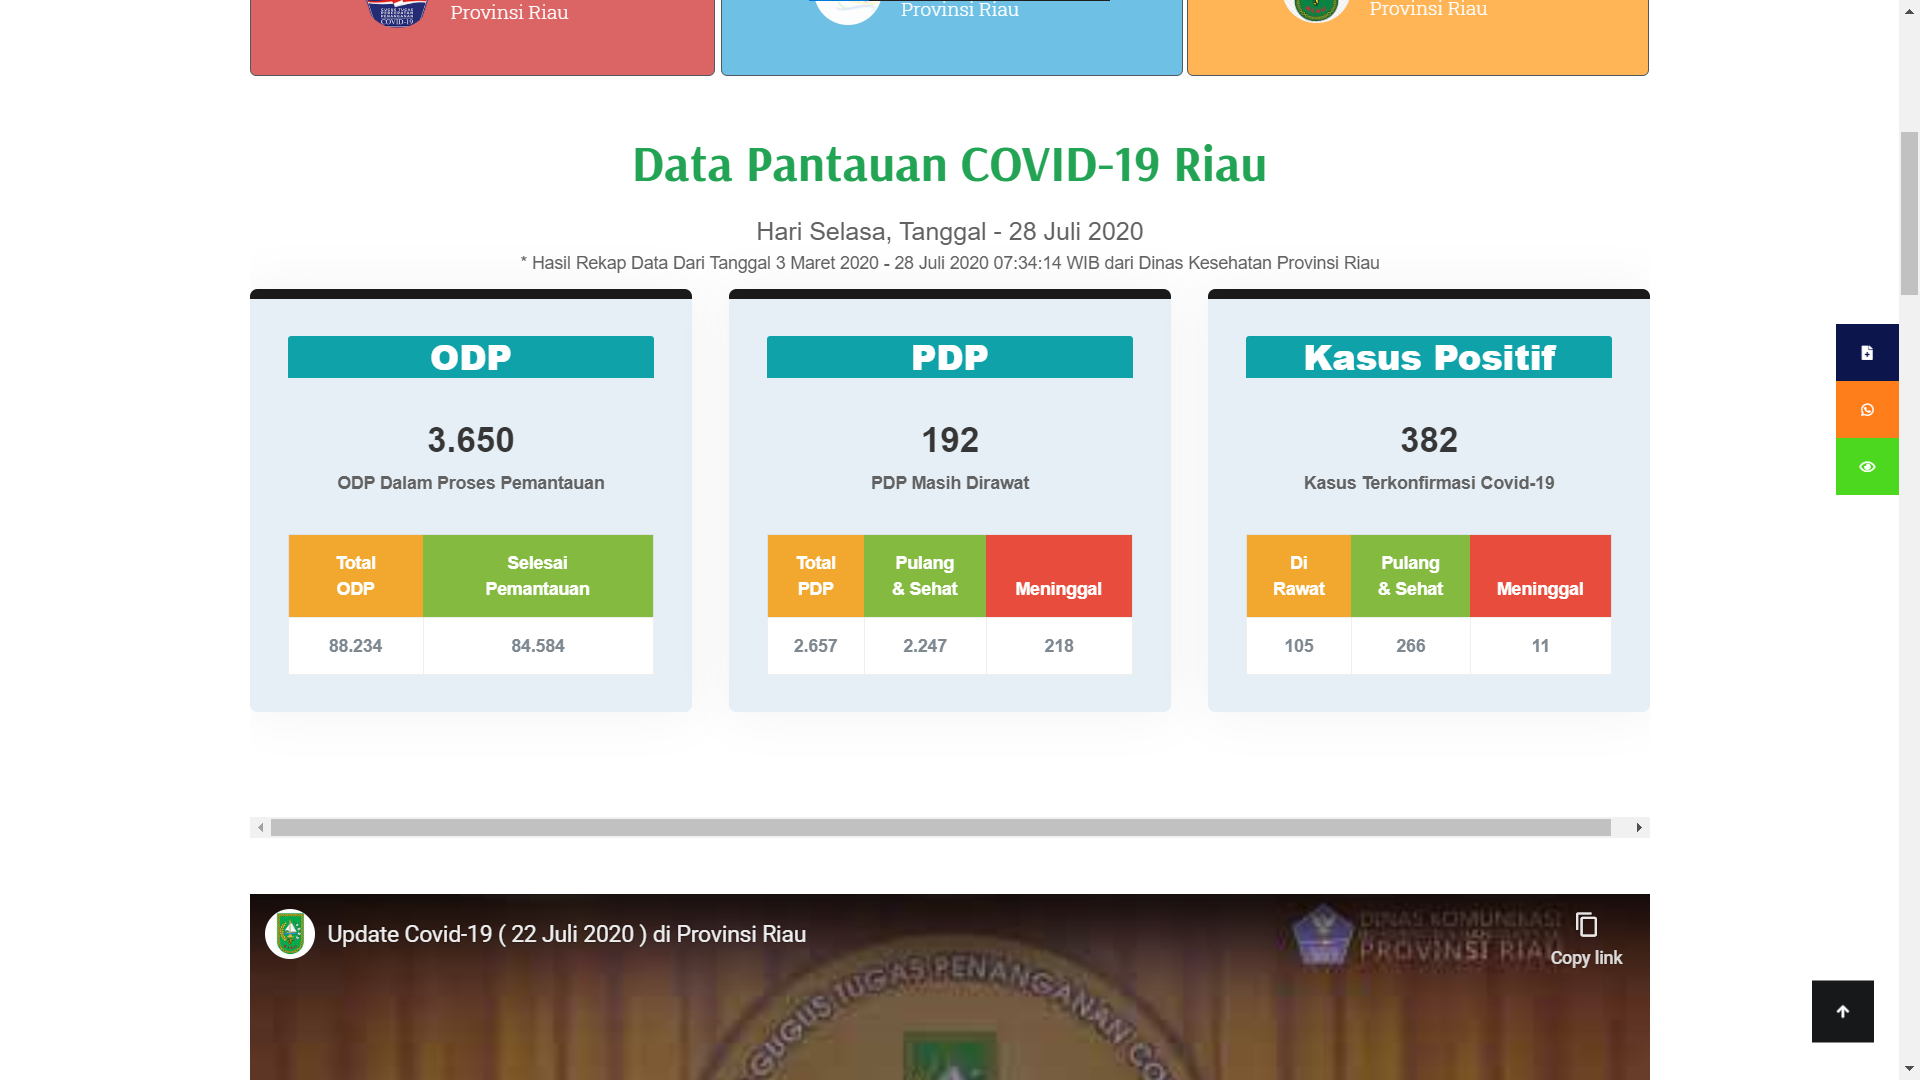 Provinsi Riau
Provinsi Riau
Provinsi Riau
Data Pantauan COVID-19 Riau
Hari Selasa, Tanggal - 28 Juli 2020
* Hasil Rekap Data Dari Tanggal 3 Maret 2020 - 28 Juli 2020 07:34:14 WIB dari Dinas Kesehatan Provinsi Riau
ODP
3.650
ODP Dalam Proses Pemantauan
Total ODP
Selesai Pemantauan
88.234
84.584
PDP
192
PDP Masih Dirawat
Total PDP
Pulang & Sehat
Meninggal
2.657
2.247
218
Kasus Positif
382
Kasus Terkonfirmasi Covid-19
Di Rawat
Pulang & Sehat
Meninggal
105
266
11
Update Covid-19 ( 22 Juli 2020 ) di Provinsi Riau
DINAS KOMUNIKASI
PROVINSI RIAU
Copy link
GUGUS TUGAS PENANGANAN